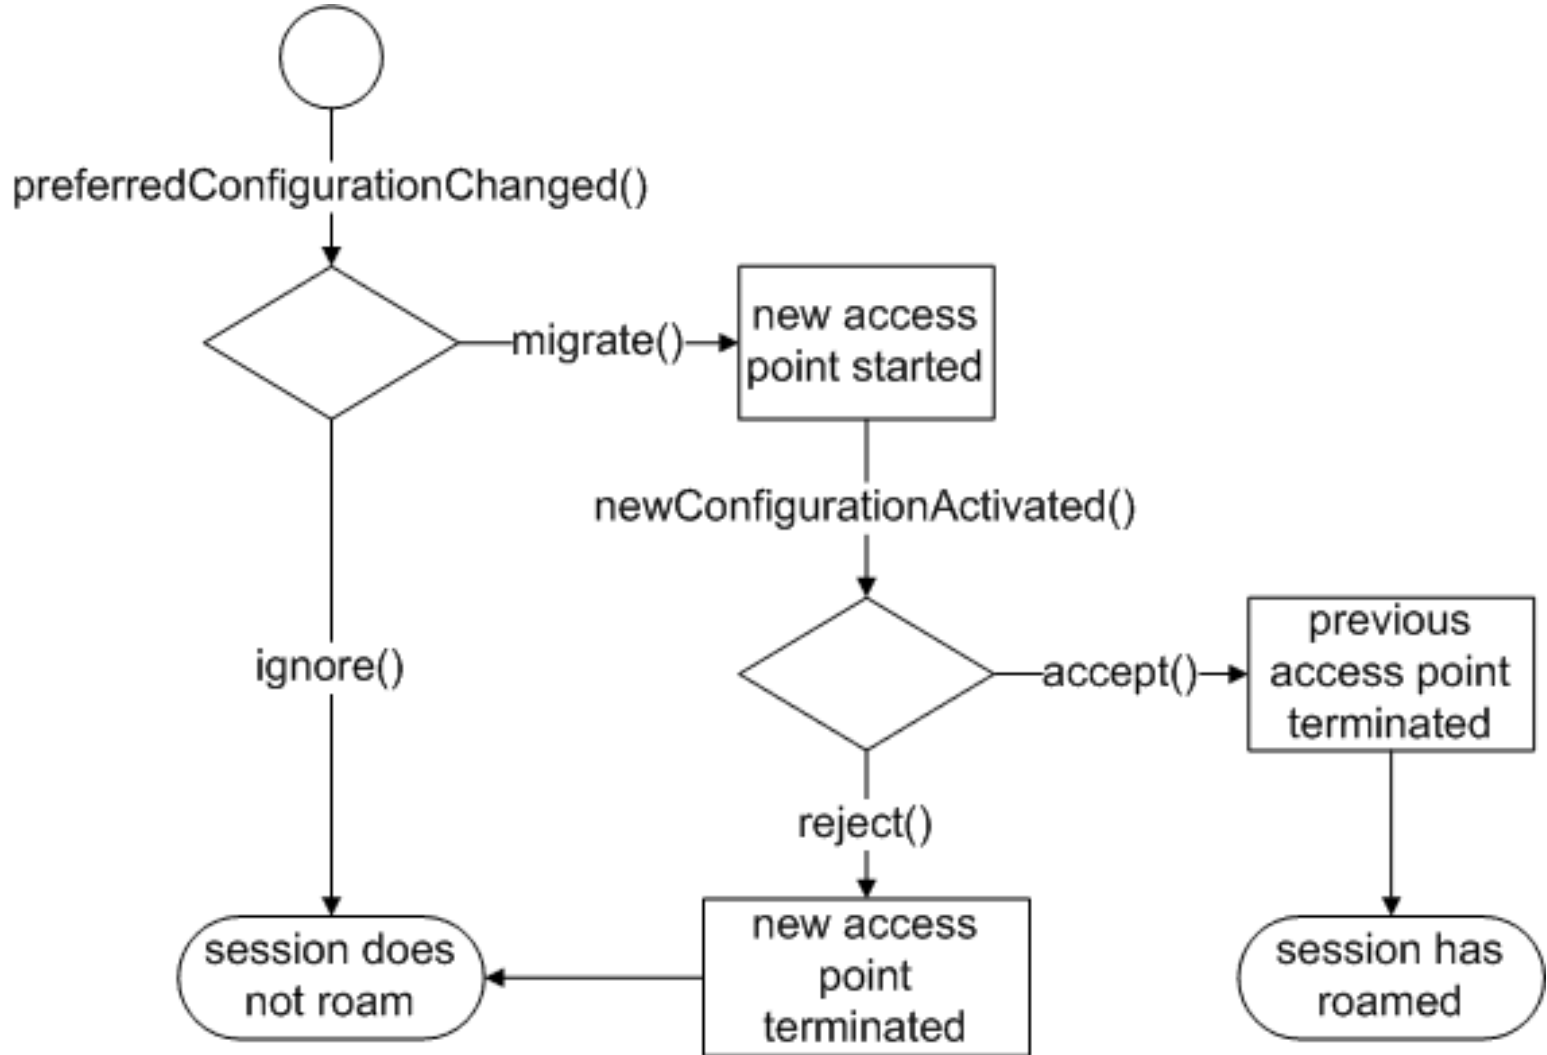 preferredConfigurationChanged()
migrate()
new access
point started
newConfigurationActivated()
ignore()
accept()
previous
access point
terminated
reject()
session does
not roam
new access
point
terminated
session has
roamed